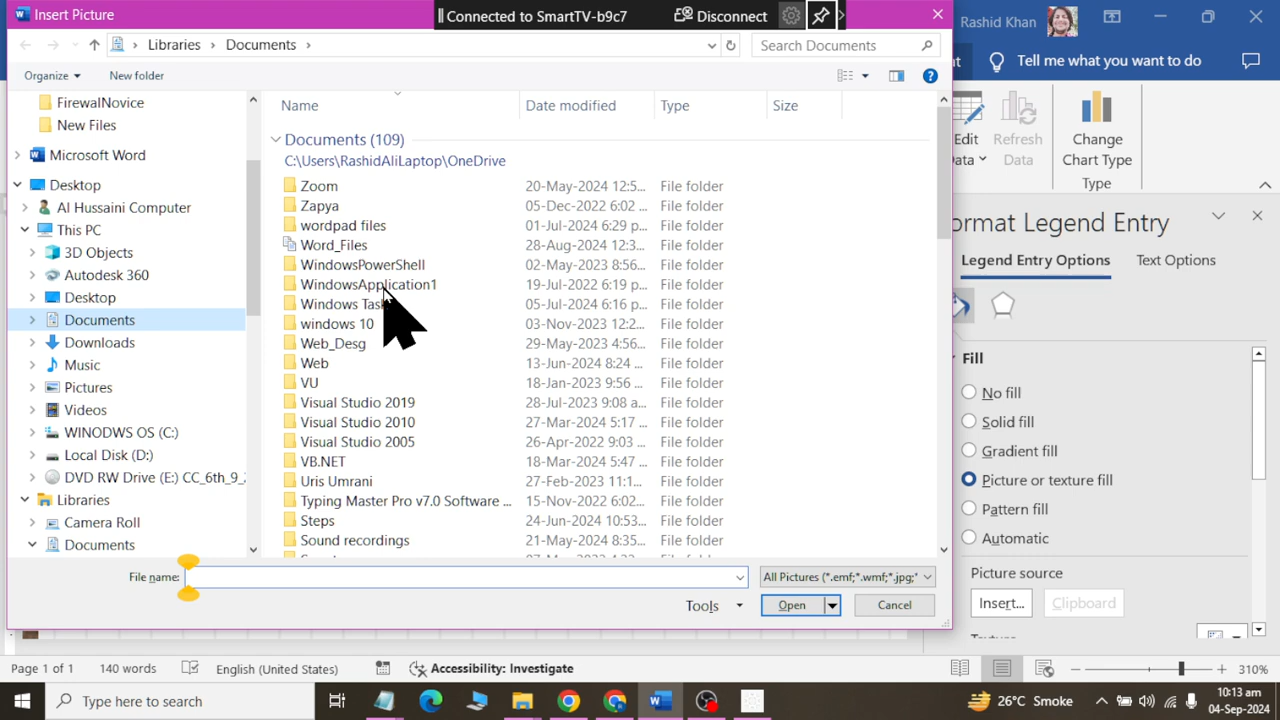 Insert Picture
Connected to SmartTV-b9c7 Disconnect
Rashid Khan
Libraries Documents
Search Documents
Tell me what you want to do
Organize New folder
FirewalNovice
New Files
Microsoft Word
Desktop
Al Hussaini Computer
This PC
3D Objects
Autodesk 360
Desktop
Documents
Downloads
Music
Pictures
Videos
WINODWS OS (C:)
Local Disk (D:)
DVD RW Drive (E:) CC_6th_9_2
Libraries
Camera Roll
Documents
Name Date modified Type Size
Documents (109)
C:\Users\RashidAliLaptop\OneDrive
Zoom 20-May-2024 12:5... File folder
Zapya 05-Dec-2022 6:02 ... File folder
wordpad files 01-Jul-2024 6:29 p... File folder
Word_Files 28-Aug-2024 12:3... File folder
WindowsPowerShell 02-May-2023 8:56... File folder
WindowsApplication1 19-Jul-2022 6:19 p... File folder
Windows 05-Jul-2024 6:16 p... File folder
windows 10 03-Nov-2023 12:2... File folder
Web_Desg 29-May-2023 4:56... File folder
Web 13-Jun-2024 8:24 ... File folder
VU 18-Jan-2023 9:56 ... File folder
Visual Studio 2019 28-Jul-2023 9:08 a... File folder
Visual Studio 2010 27-Mar-2024 5:17 ... File folder
Visual Studio 2005 26-Apr-2022 9:03 ... File folder
VB.NET 18-Mar-2024 5:47 ... File folder
Uris Umrani 27-Feb-2023 11:1... File folder
Typing Master Pro v7.0 Software ... 15-Nov-2022 6:02... File folder
Steps 24-Jun-2024 10:53... File folder
Sound recordings 21-May-2024 8:35... File folder
File name:
All Pictures (*.emf;*.wmf;*.jpg;*
Tools Open Cancel
Edit Data
Refresh Data
Change Chart Type
Type
ormat Legend Entry
Legend Entry Options Text Options
Fill
No fill
Solid fill
Gradient fill
Picture or texture fill
Pattern fill
Automatic
Picture source
Insert... Clipboard
Page 1 of 1 140 words English (United States) Accessibility: Investigate 310%
Type here to search
26°C Smoke
10:13 am
04-Sep-2024